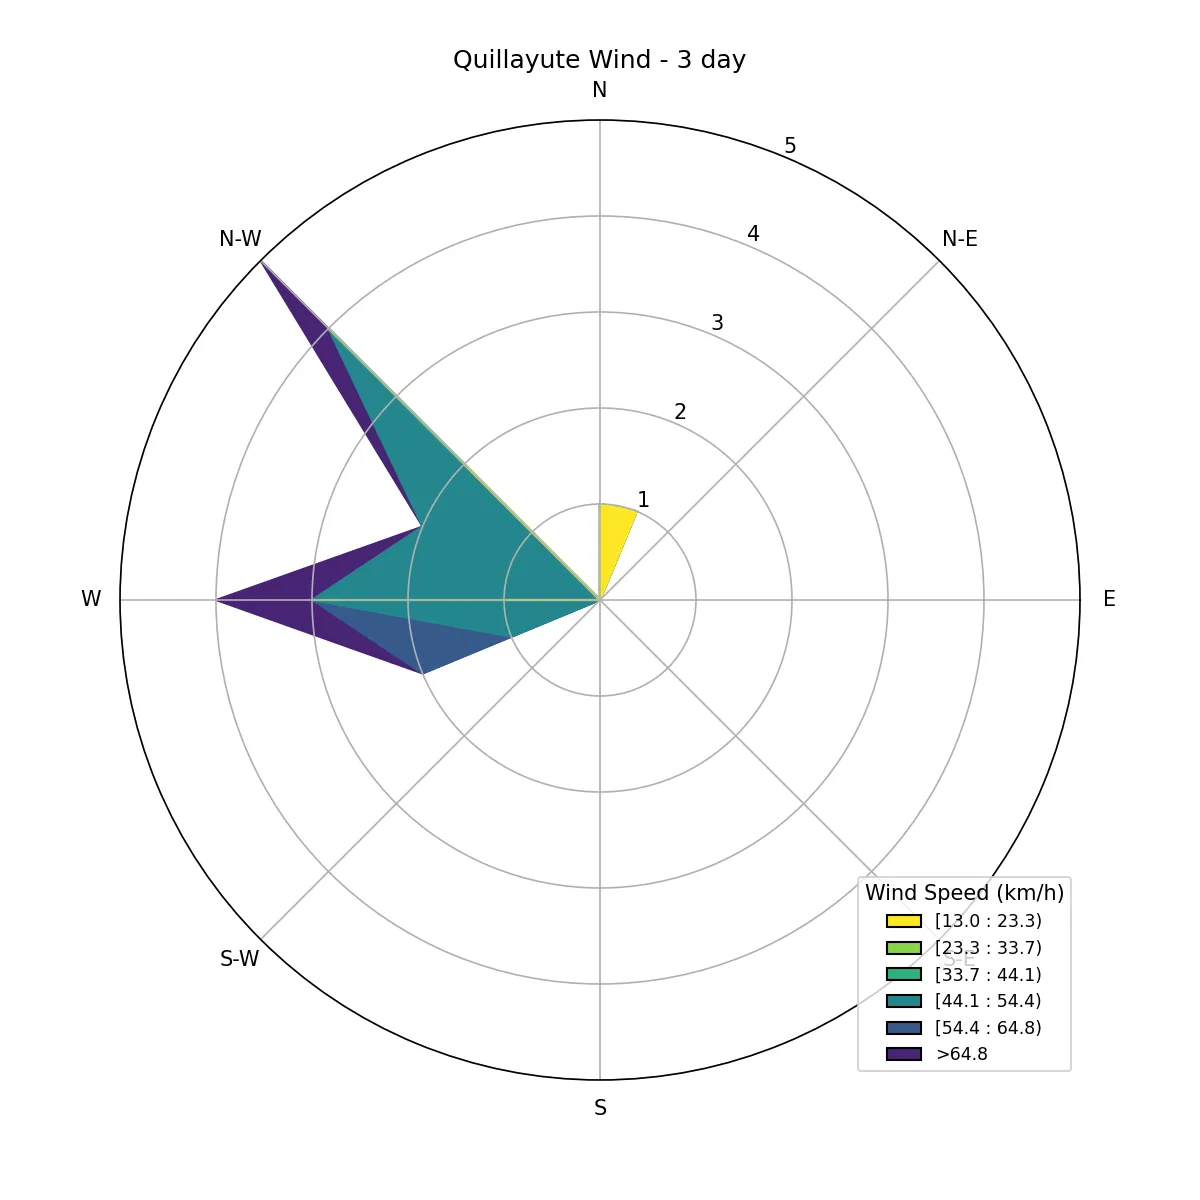 Quillayute Wind - 3 day
N
5
N-W
4
N-E
3
2
1
W
E
S-W
S-E
S
Wind Speed (km/h)
[13.0 : 23.3)
[23.3 : 33.7)
[33.7 : 44.1)
[44.1 : 54.4)
[54.4 : 64.8)
>64.8